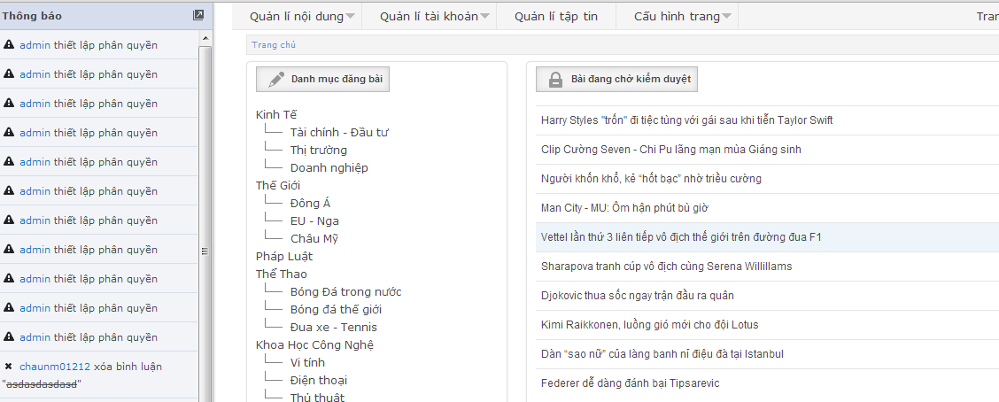 Thông báo
admin thiết lập phân quyền
admin thiết lập phân quyền
admin thiết lập phân quyền
admin thiết lập phân quyền
admin thiết lập phân quyền
admin thiết lập phân quyền
admin thiết lập phân quyền
admin thiết lập phân quyền
admin thiết lập phân quyền
admin thiết lập phân quyền
admin thiết lập phân quyền
chaunm01212 xóa bình luận
"asdasdasdasd"
Quản lí nội dung
Quản lí tài khoản
Quản lí tập tin
Cấu hình trang
Tran
Trang chủ
Danh mục đăng bài
Kinh Tế
Tài chính - Đầu tư
Thị trường
Doanh nghiệp
Thế Giới
Đông Á
EU - Nga
Châu Mỹ
Pháp Luật
Thể Thao
Bóng Đá trong nước
Bóng đá thế giới
Đua xe - Tennis
Khoa Học Công Nghệ
Vi tính
Điện thoại
Thủ thuật
Bài đang chờ kiểm duyệt
Harry Styles "trốn" đi tiệc tùng với gái sau khi tiễn Taylor Swift
Clip Cường Seven - Chi Pu lãng mạn mùa Giáng sinh
Người khốn khổ, kẻ “hốt bạc” nhờ triều cường
Man City - MU: Ôm hận phút bù giờ
Vettel lần thứ 3 liên tiếp vô địch thế giới trên đường đua F1
Sharapova tranh cúp vô địch cùng Serena Willillams
Djokovic thua sốc ngay trận đầu ra quân
Kimi Raikkonen, luồng gió mới cho đội Lotus
Dàn “sao nữ” của làng banh nỉ điệu đà tại Istanbul
Federer dễ dàng đánh bại Tipsarevic